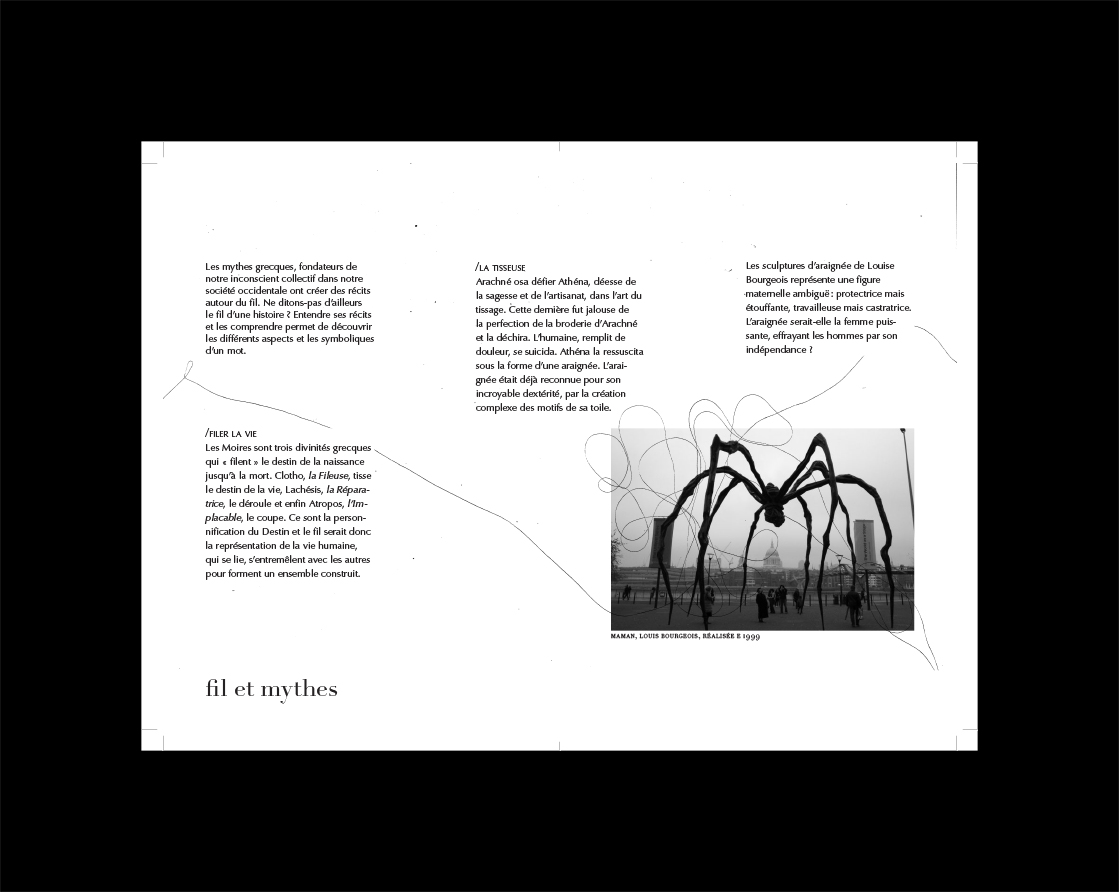 Les mythes grecques, fondateurs de
notre inconscient collectif dans notre
société occidentale ont créer des récits
autour du fil. Ne ditons-pas d'ailleurs
le fil d'une histoire ? Entendre ses récits
et les comprendre permet de découvrir
les différents aspects et les symboliques
d'un mot.
/FILER LA VIE
Les Moires sont trois divinités grecques
qui « filent » le destin de la naissance
jusqu'à la mort. Clotho, la Fileuse, tisse
le destin de la vie, Lachésis, la Répara-
trice, le déroule et enfin Atropos, l'Im-
placable, le coupe. Ce sont la person-
nification du Destin et le fil serait donc
la représentation de la vie humaine,
qui se lie, s'entremêlent avec les autres
pour forment un ensemble construit.
/LA TISSEUSE
Arachné osa défier Athéna, déesse de
la sagesse et de l'artisanat, dans l'art du
tissage. Cette dernière fut jalouse de
la perfection de la broderie d'Arachné
et la déchira. L'humaine, remplit de
douleur, se suicida. Athéna la ressuscita
sous la forme d'une araignée. L'arai-
gnée était déjà reconnue pour son
incroyable dextérité, par la création
complexe des motifs de sa toile.
Les sculptures d'araignée de Louise
Bourgeois représente une figure
maternelle ambiguë : protectrice mais
étouffante, travailleuse mais castratrice.
L'araignée serait-elle la femme puis-
sante, effrayant les hommes par son
indépendance ?
MAMAN, LOUIS BOURGEOIS, RÉALISÉE E 1999
fil et mythes